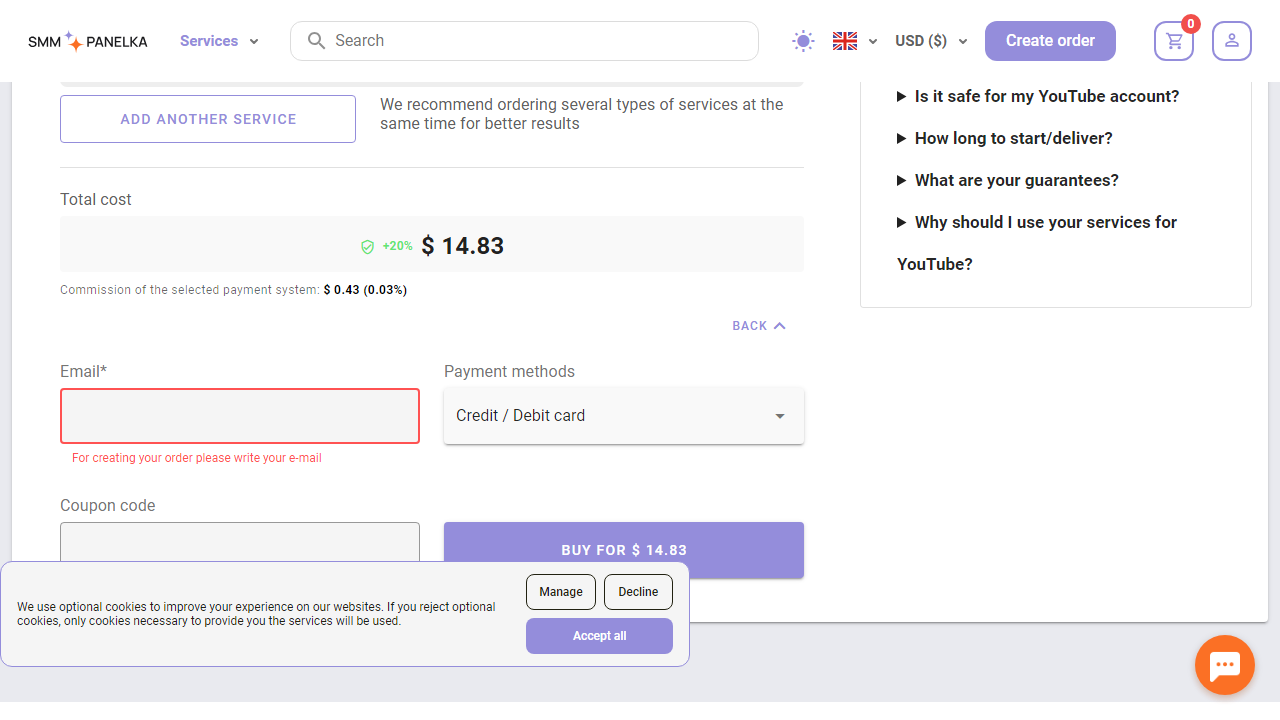 SMM PANELKA
Services
Search
USD ($)
Create order
0
ADD ANOTHER SERVICE
We recommend ordering several types of services at the
same time for better results
Total cost
+20% $ 14.83
Commission of the selected payment system: $ 0.43 (0.03%)
BACK
Email*
For creating your order please write your e-mail
Payment methods
Credit / Debit card
Coupon code
BUY FOR $ 14.83
Is it safe for my YouTube account?
How long to start/deliver?
What are your guarantees?
Why should I use your services for
YouTube?
We use optional cookies to improve your experience on our websites. If you reject optional
cookies, only cookies necessary to provide you the services will be used.
Manage
Decline
Accept all